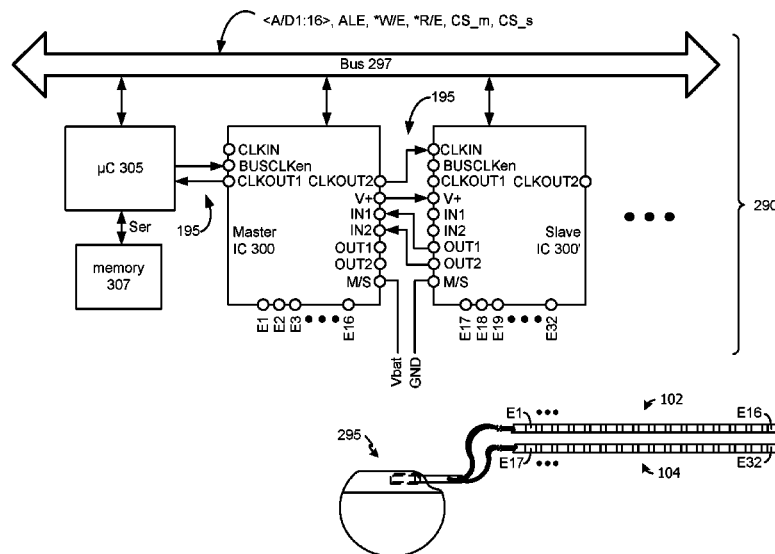 <A/D1:16>, ALE, *W/E, *R/E, CS_m, CS_s
Bus 297
195
290
µC 305
Ser
memory
307
195
CLKIN
BUSCLKen
CLKOUT1 CLKOUT2
V+
IN1
Master
IC 300
IN2
OUT1
OUT2
M/S
E1
E2
E3
E16
CLKIN
BUSCLKen
CLKOUT1 CLKOUT2
V+
IN1
IN2
Slave
IC 300'
OUT1
OUT2
M/S
E17
E18
E19
E32
Vbat
GND
E1
102
E16
295
E17
104
E32